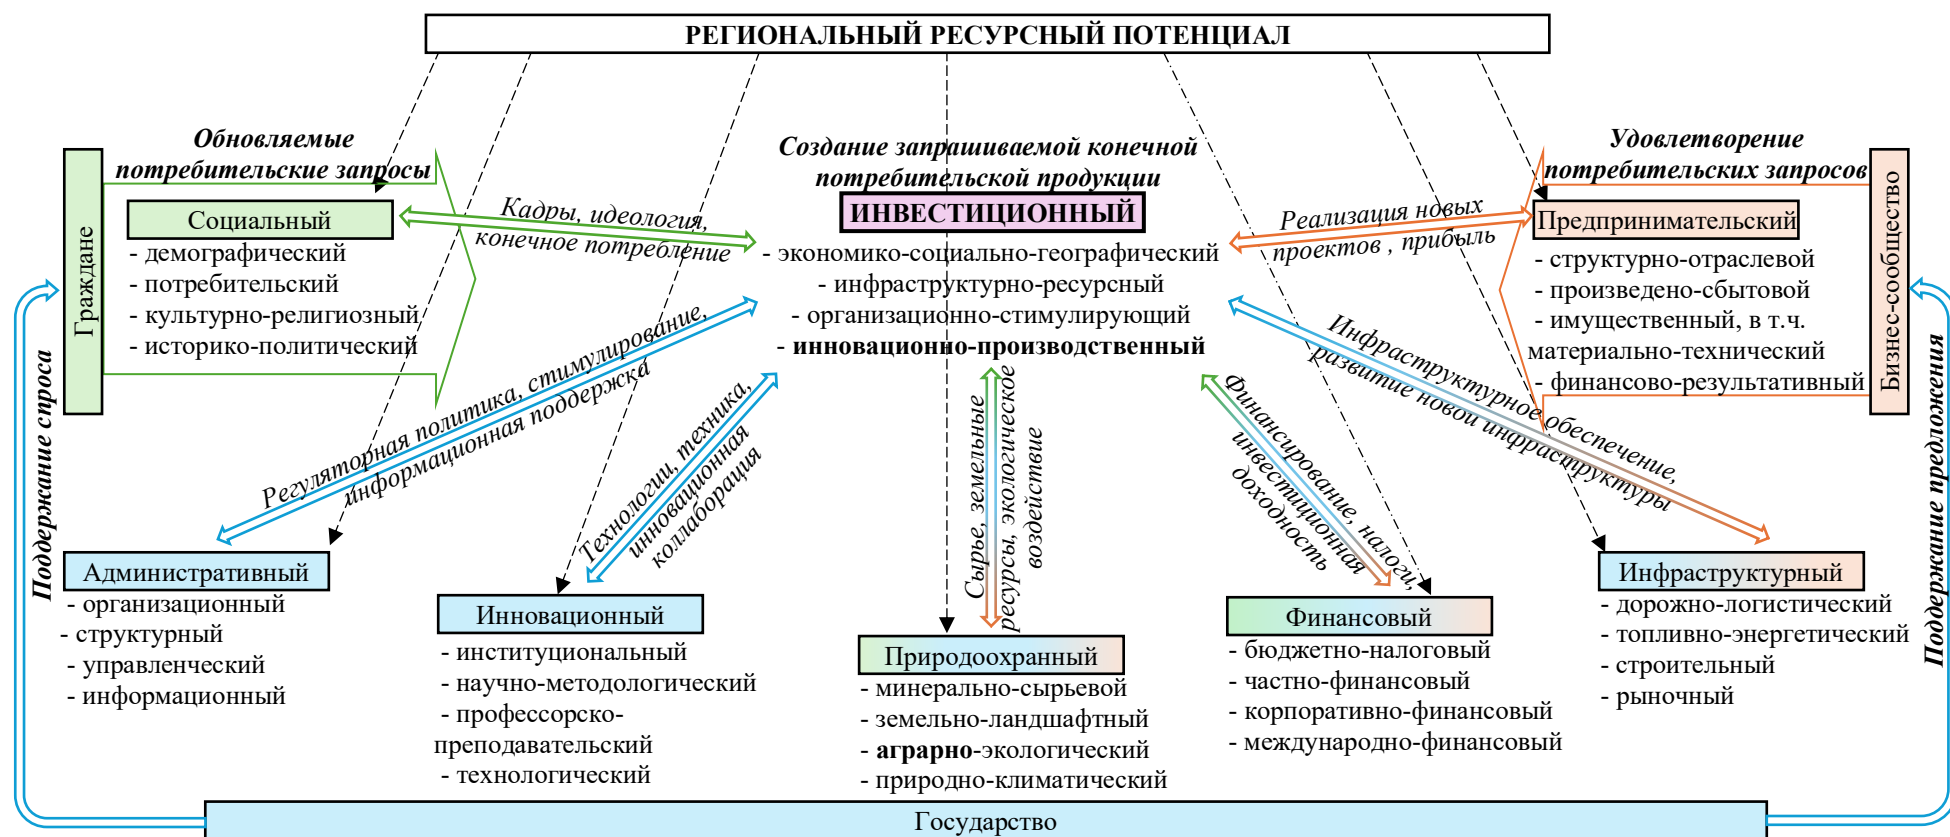 РЕГИОНАЛЬНЫЙ РЕСУРСНЫЙ ПОТЕНЦИАЛ
Обновляемые
потребительские запросы
Создание запрашиваемой конечной
потребительской продукции
Удовлетворение
потребительских запросов
Граждане
Социальный
- демографический
- потребительский
- культурно-религиозный
- историко-политический
Кадры, идеология,
конечное потребление
ИНВЕСТИЦИОННЫЙ
- экономико-социально-географический
- инфраструктурно-ресурсный
- организационно-стимулирующий
- инновационно-производственный
Реализация новых
проектов , прибыль
Предпринимательский
- структурно-отраслевой
- произведено-сбытовой
- имущественный, в т.ч.
материально-технический
- финансово-результативный
Бизнес-сообщество
Поддержание спроса
Регуляторная политика, стимулирование,
информационная поддержка
Технологии, техника,
инновационная
коллаборация
Сырье, земельные
ресурсы, экологическое
воздействие
Финансирование, налоги,
инвестиционная
доходность
Инфраструктурное обеспечение,
развитие новой инфраструктуры
Поддержание предложения
Административный
- организационный
- структурный
- управленческий
- информационный
Инновационный
- институциональный
- научно-методологический
- профессорско-
преподавательский
- технологический
Природоохранный
- минерально-сырьевой
- земельно-ландшафтный
- аграрно-экологический
- природно-климатический
Финансовый
- бюджетно-налоговый
- частно-финансовый
- корпоративно-финансовый
- международно-финансовый
Инфраструктурный
- дорожно-логистический
- топливно-энергетический
- строительный
- рыночный
Государство